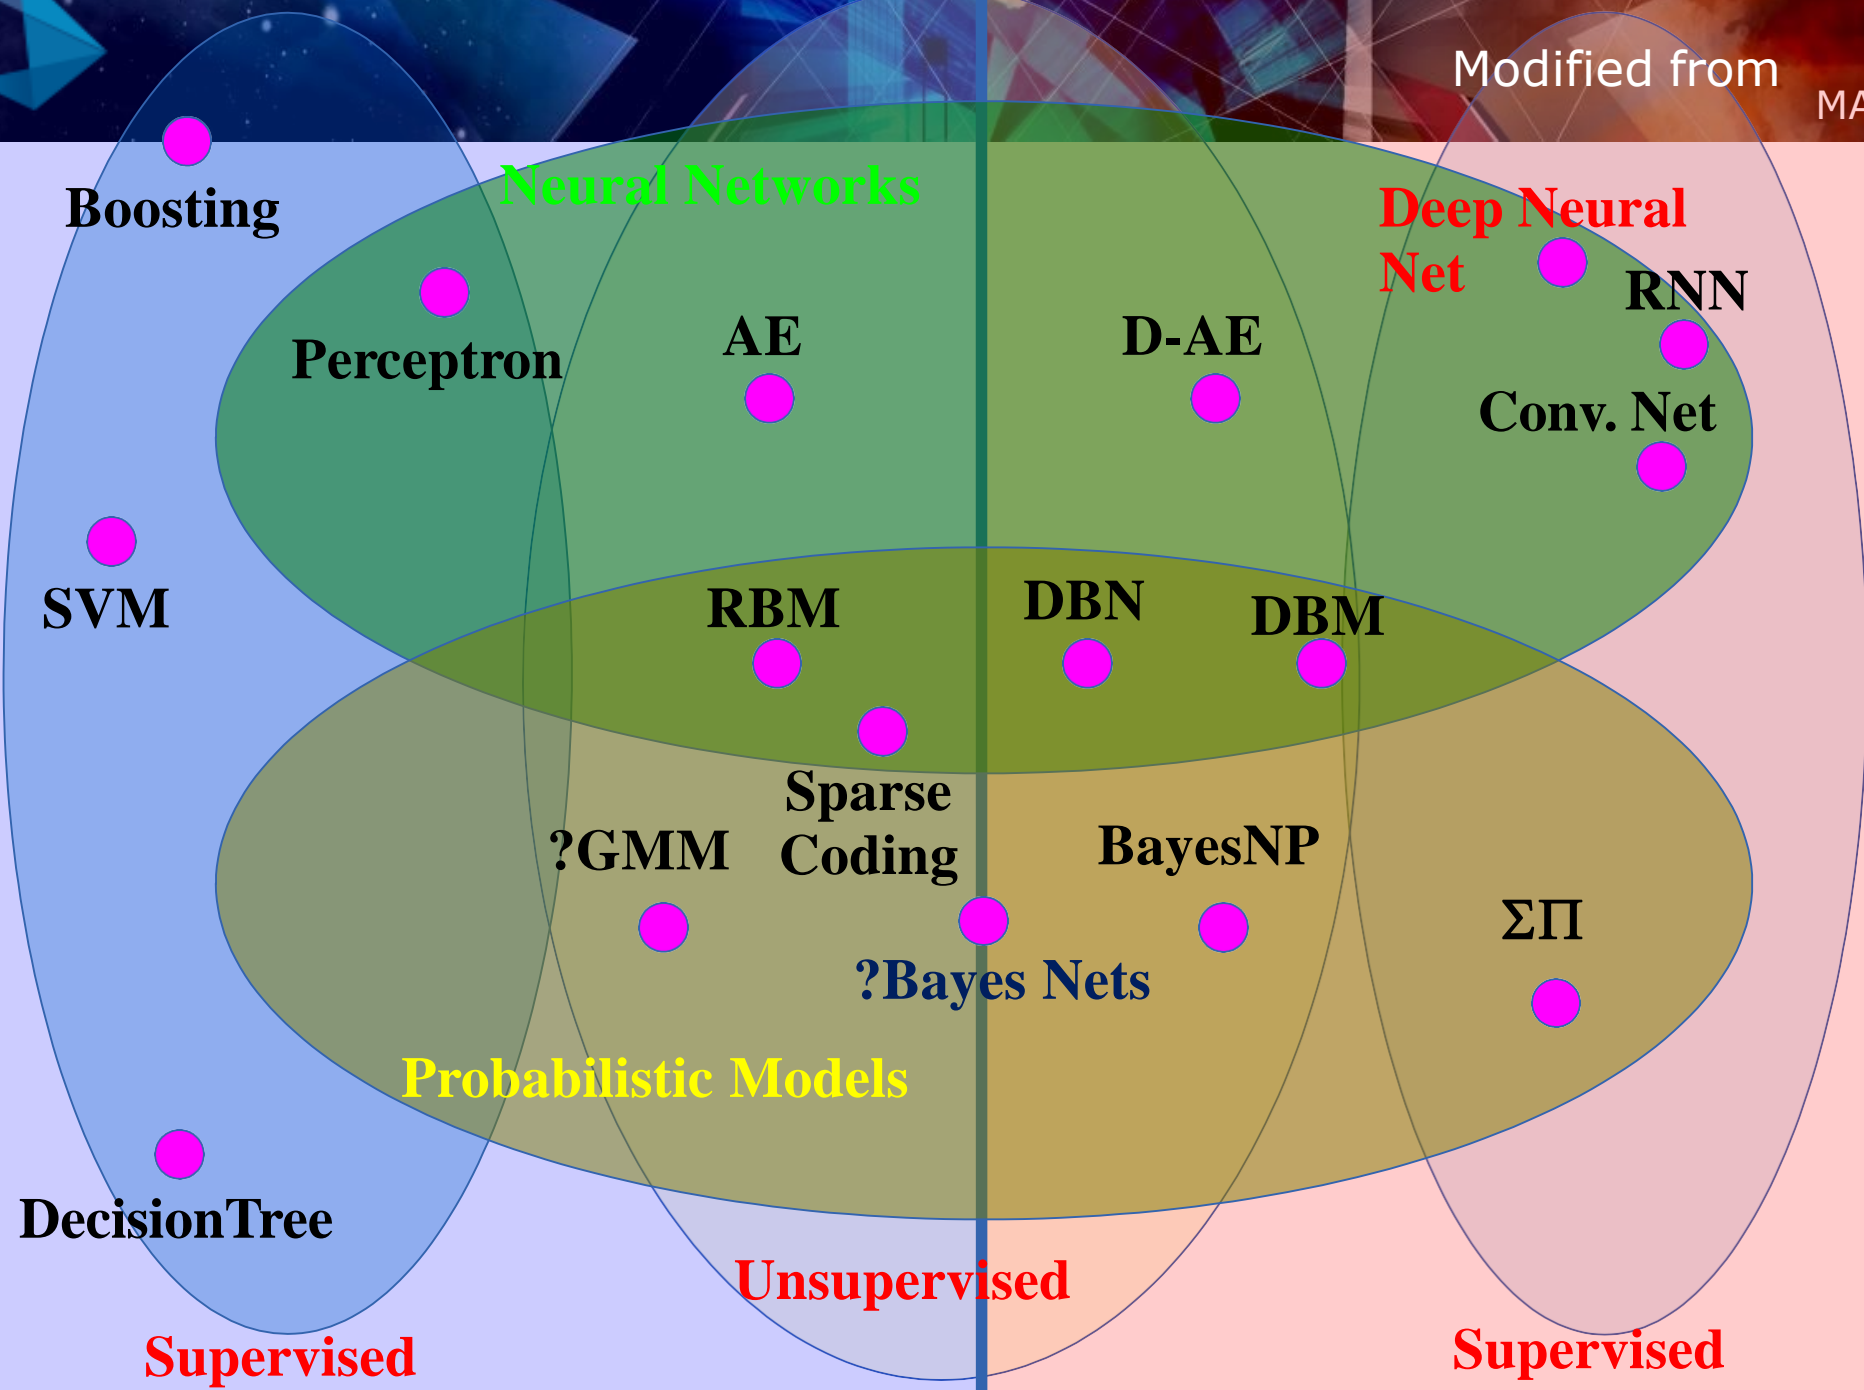 Modified from
MA
Boosting
Neural Networks
Deep Neural
Net
RNN
Perceptron
AE
D-AE
Conv. Net
SVM
RBM
DBN
DBM
Sparse
Coding
?GMM
BayesNP
ΣΠ
?Bayes Nets
Probabilistic Models
DecisionTree
Unsupervised
Supervised
Supervised